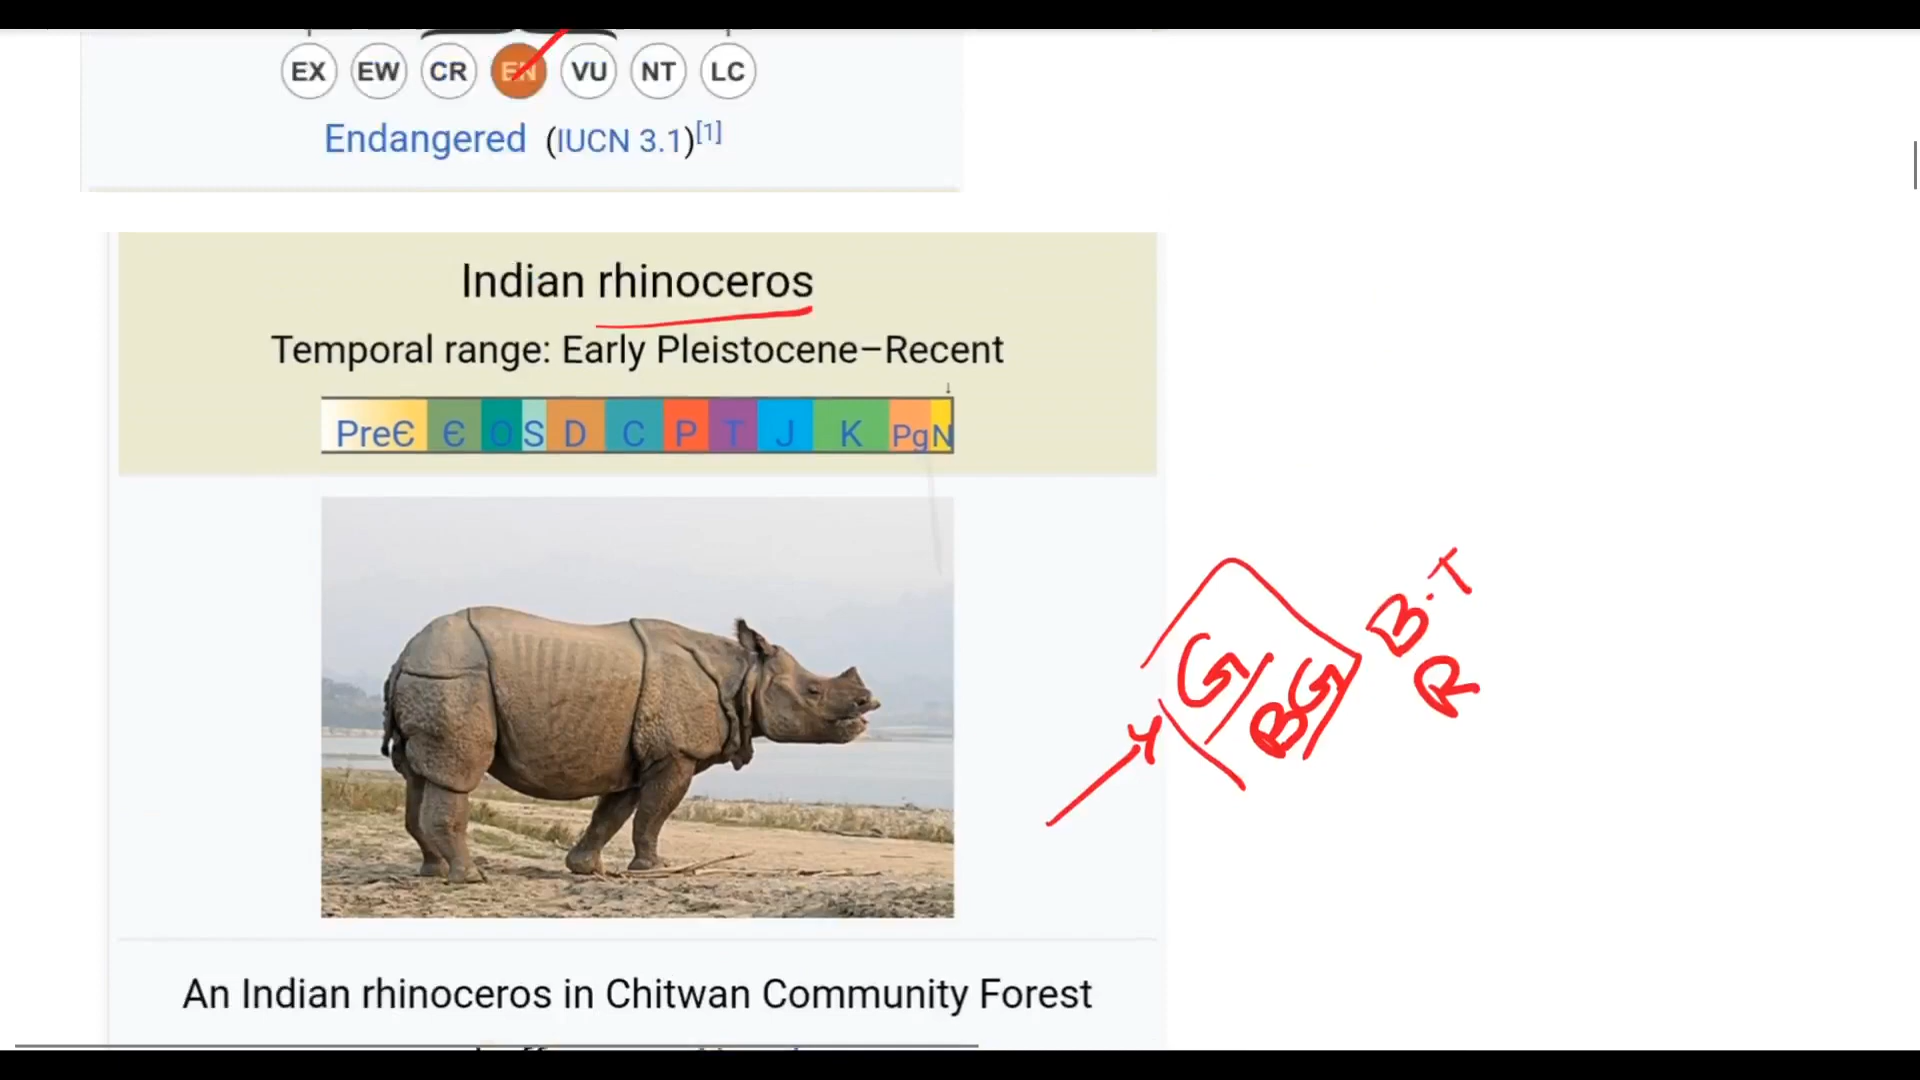 EX EW CR EN VU NT LC
Endangered (IUCN 3.1)[1]
Indian rhinoceros
Temporal range: Early Pleistocene–Recent
↓
PreЄ Є O S D C P T J K Pg N
B.T
G
BG
R
An Indian rhinoceros in Chitwan Community Forest